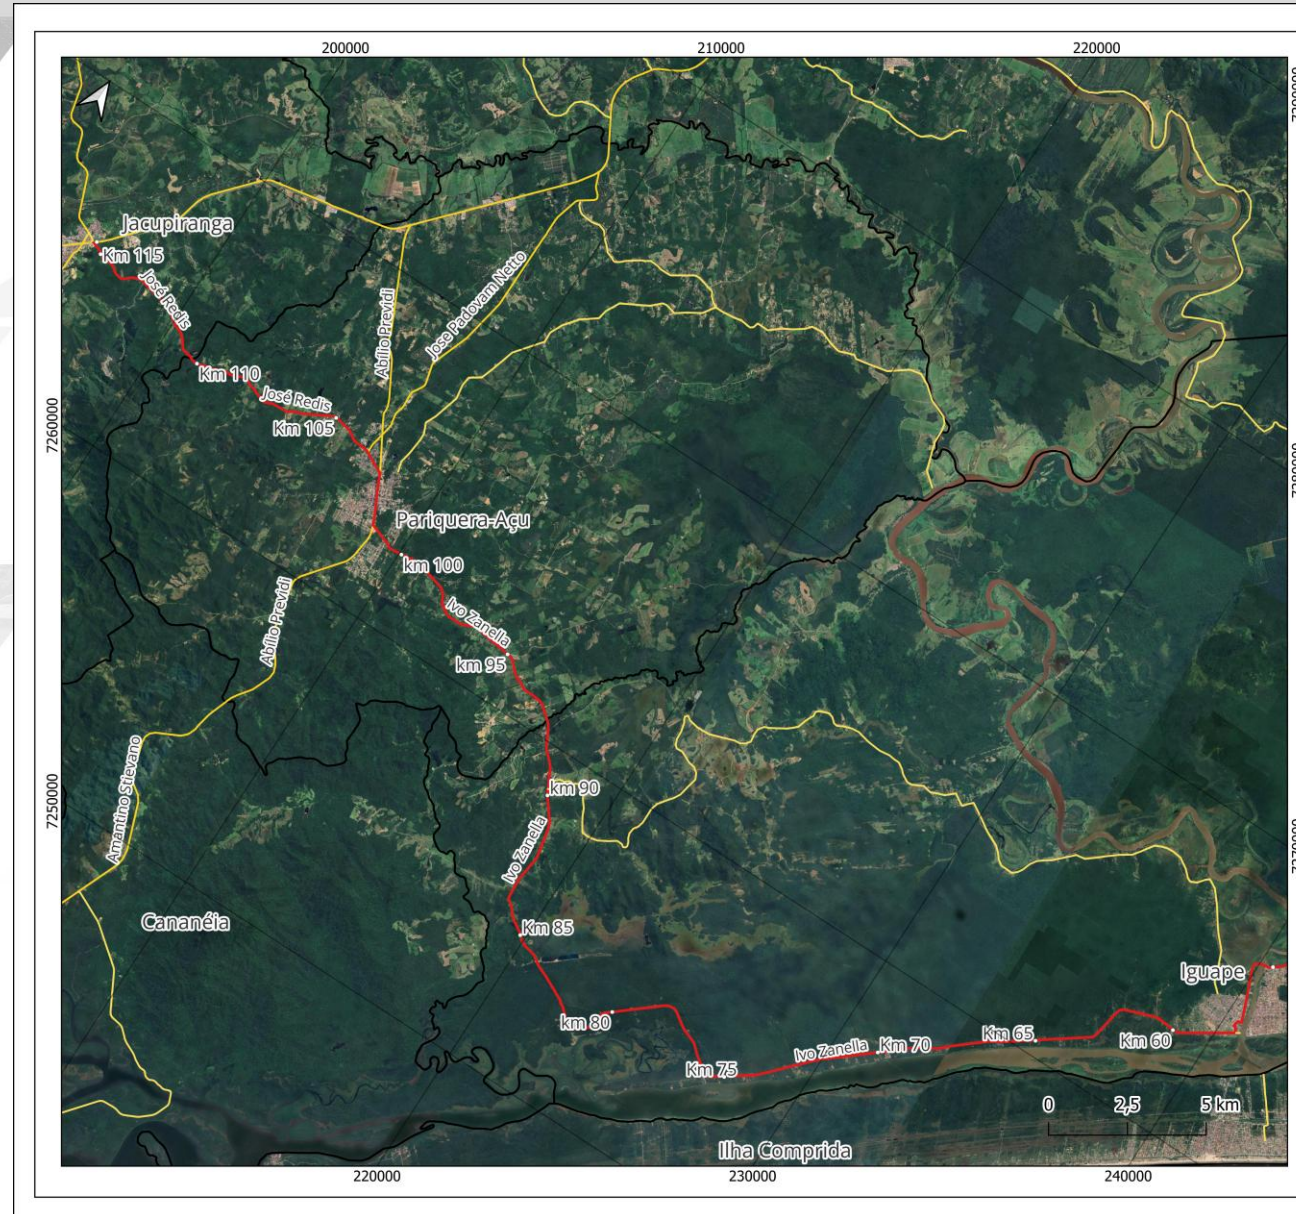 200000
210000
220000
Jacupiranga
Km 115
José Redis
Abílio Previdi
Jose Padovam Netto
Km 110
José Redis
Km 105
7260000
7280000
Pariquera-Açu
km 100
Ivo Zanella
Abílio Previdi
km 95
Amantino Stievano
km 90
7250000
Ivo Zanella
7270000
Cananéia
Km 85
Iguape
km 80
Km 75
Ivo Zanella
Km 70
Km 65
Km 60
0 2,5 5 km
Ilha Comprida
220000
230000
240000